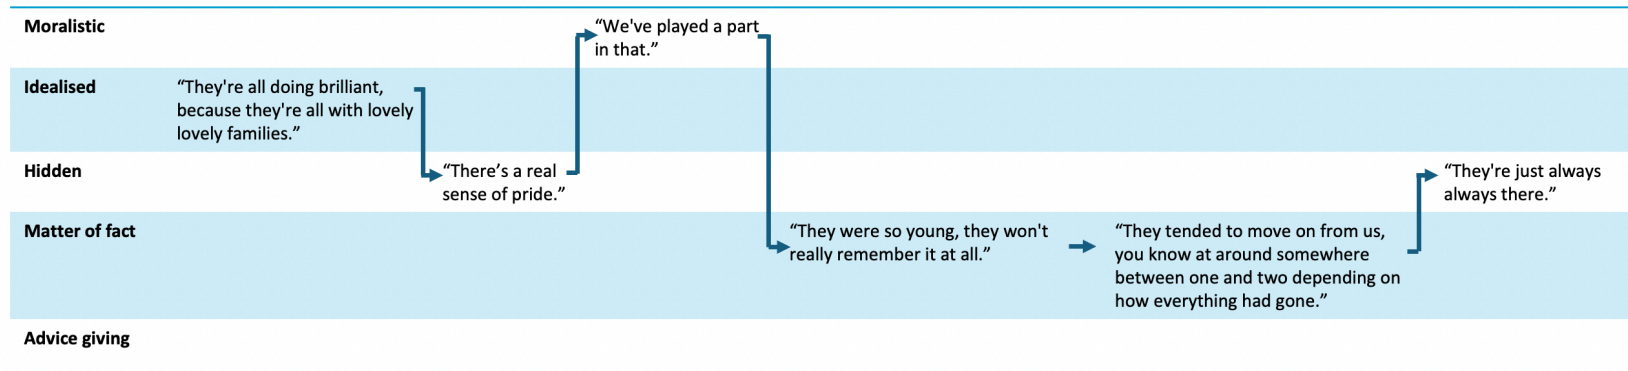 Moralistic
“We've played a part
in that.”
Idealised
“They're all doing brilliant,
because they're all with lovely
lovely families.”
Hidden
“There’s a real
sense of pride.”
“They're just always
always there.”
Matter of fact
“They were so young, they won't
really remember it at all.”
“They tended to move on from us,
you know at around somewhere
between one and two depending on
how everything had gone.”
Advice giving